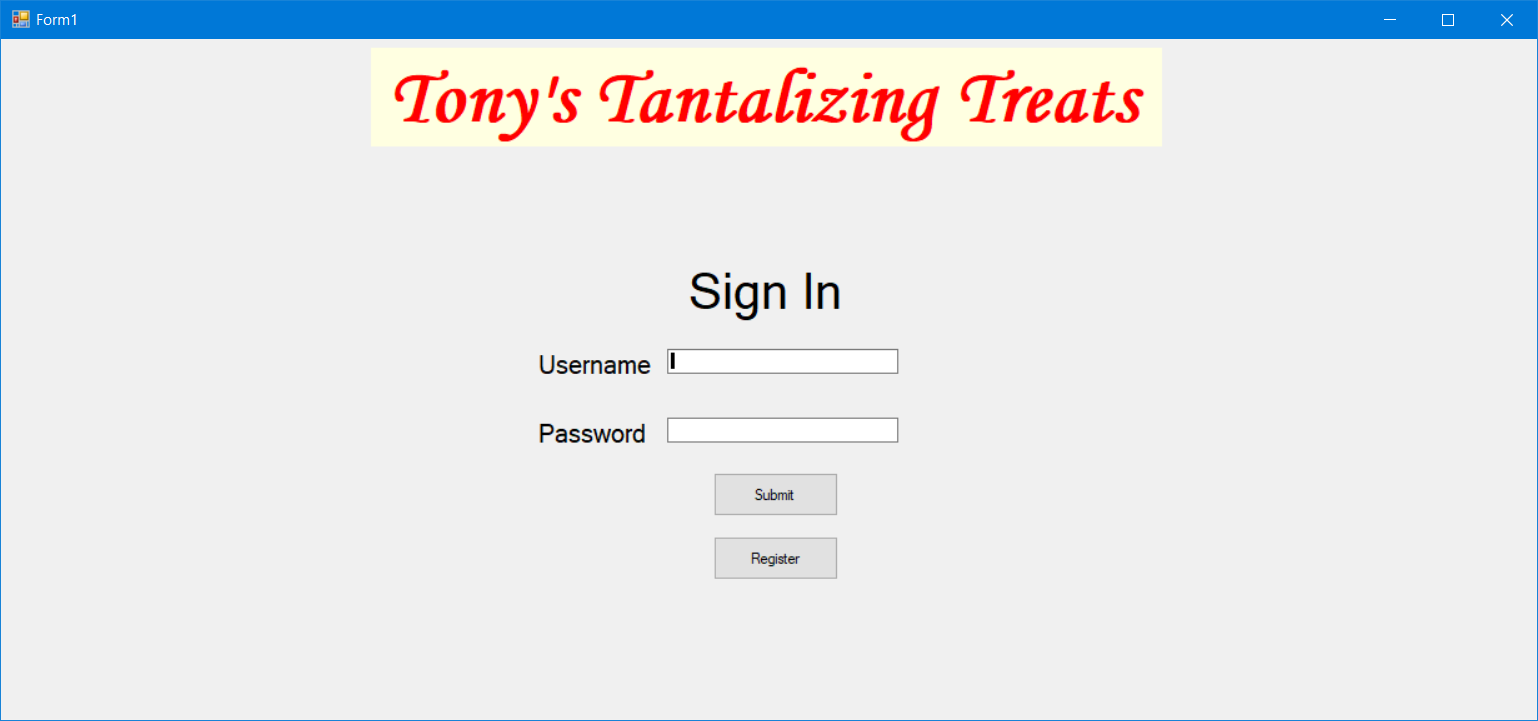 Form1
Tony's Tantalizing Treats
Sign In
Username
Password
Submit
Register